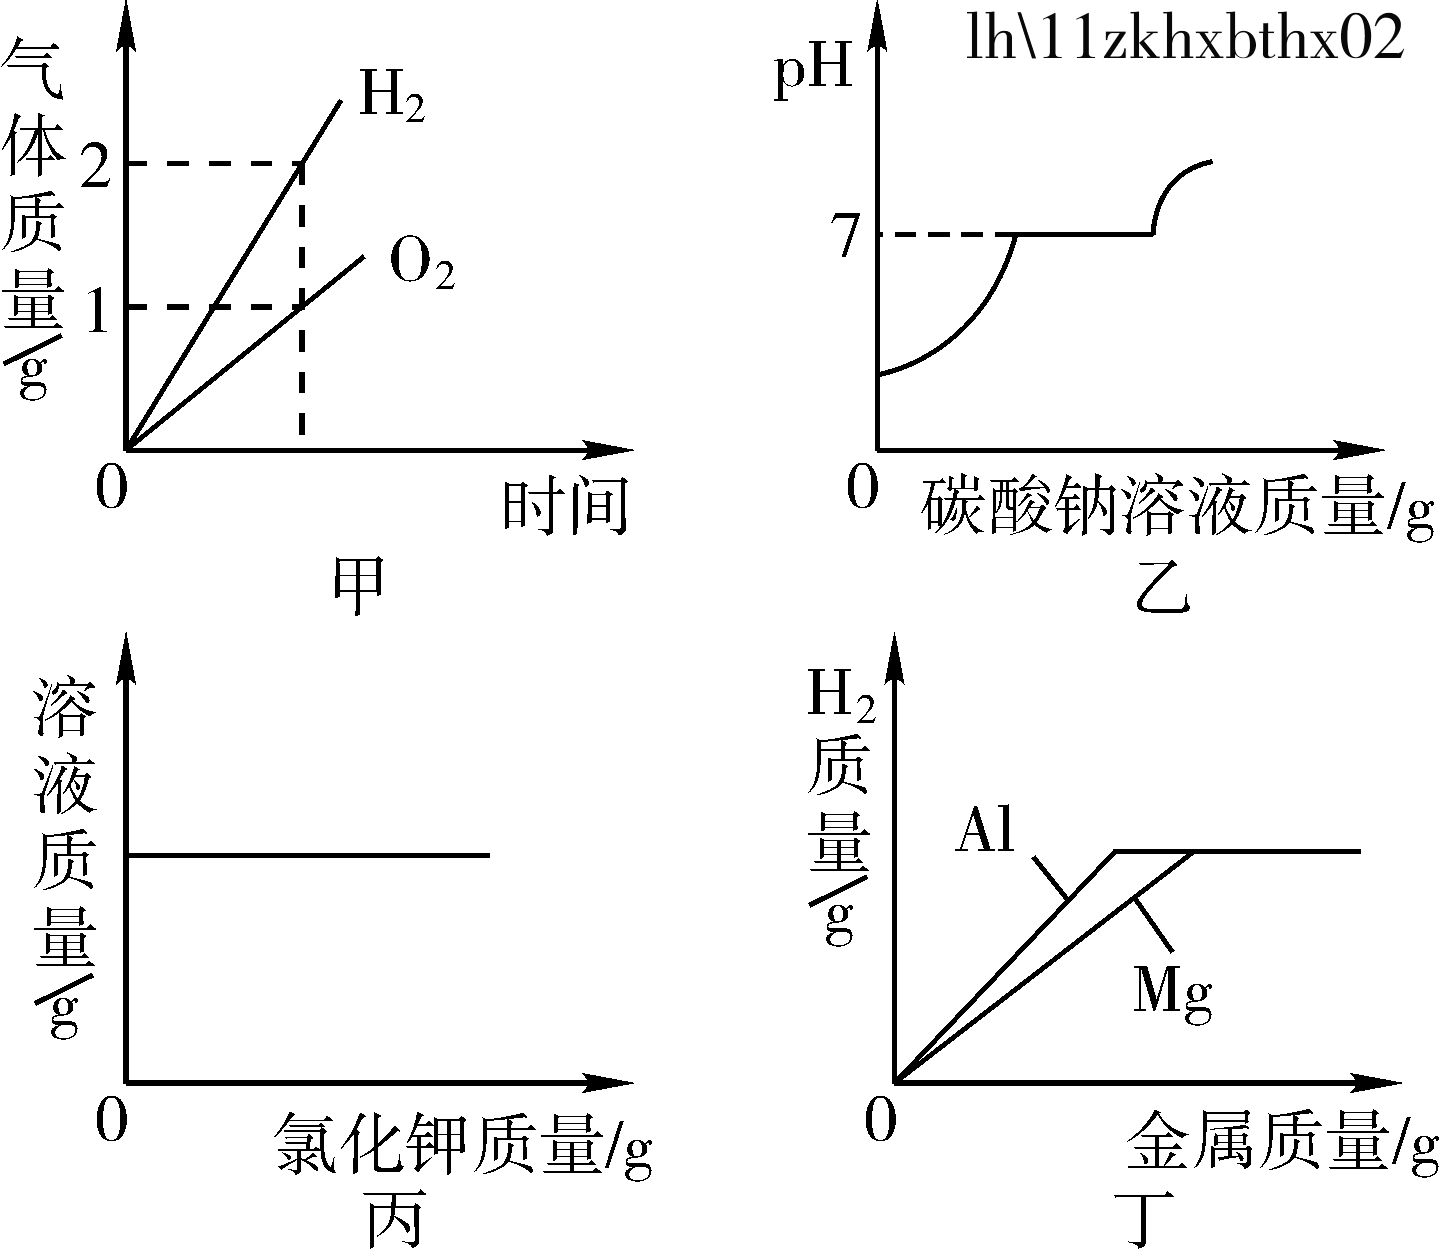 气体质量/g
2
1
0
H₂
O₂
时间
甲
lh\11zkhxbthx02
pH
7
0
碳酸钠溶液质量/g
乙
溶液质量/g
0
氯化钾质量/g
丙
H₂质量/g
Al
Mg
0
金属质量/g
丁